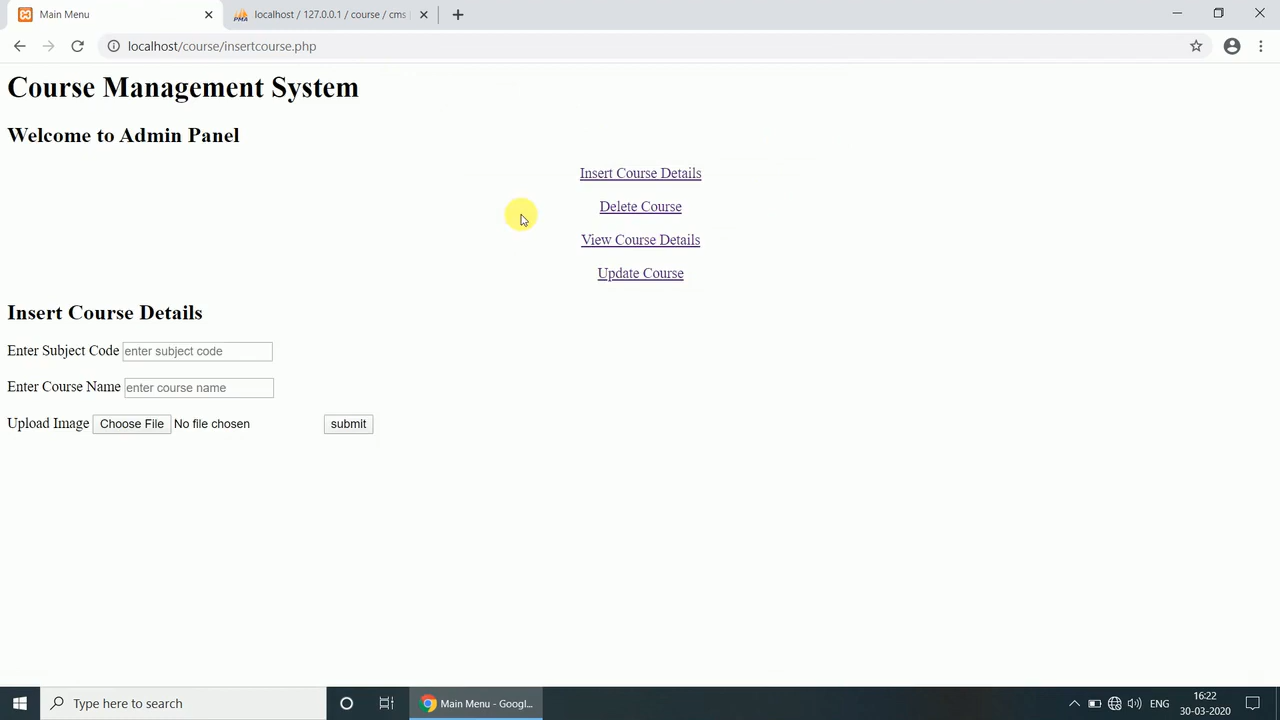 Main Menu
localhost / 127.0.0.1 / course / cms
localhost/course/insertcourse.php
Course Management System
Welcome to Admin Panel
Insert Course Details
Delete Course
View Course Details
Update Course
Insert Course Details
Enter Subject Code enter subject code
Enter Course Name enter course name
Upload Image Choose File No file chosen submit
Type here to search
Main Menu - Googl...
ENG
16:22
30-03-2020